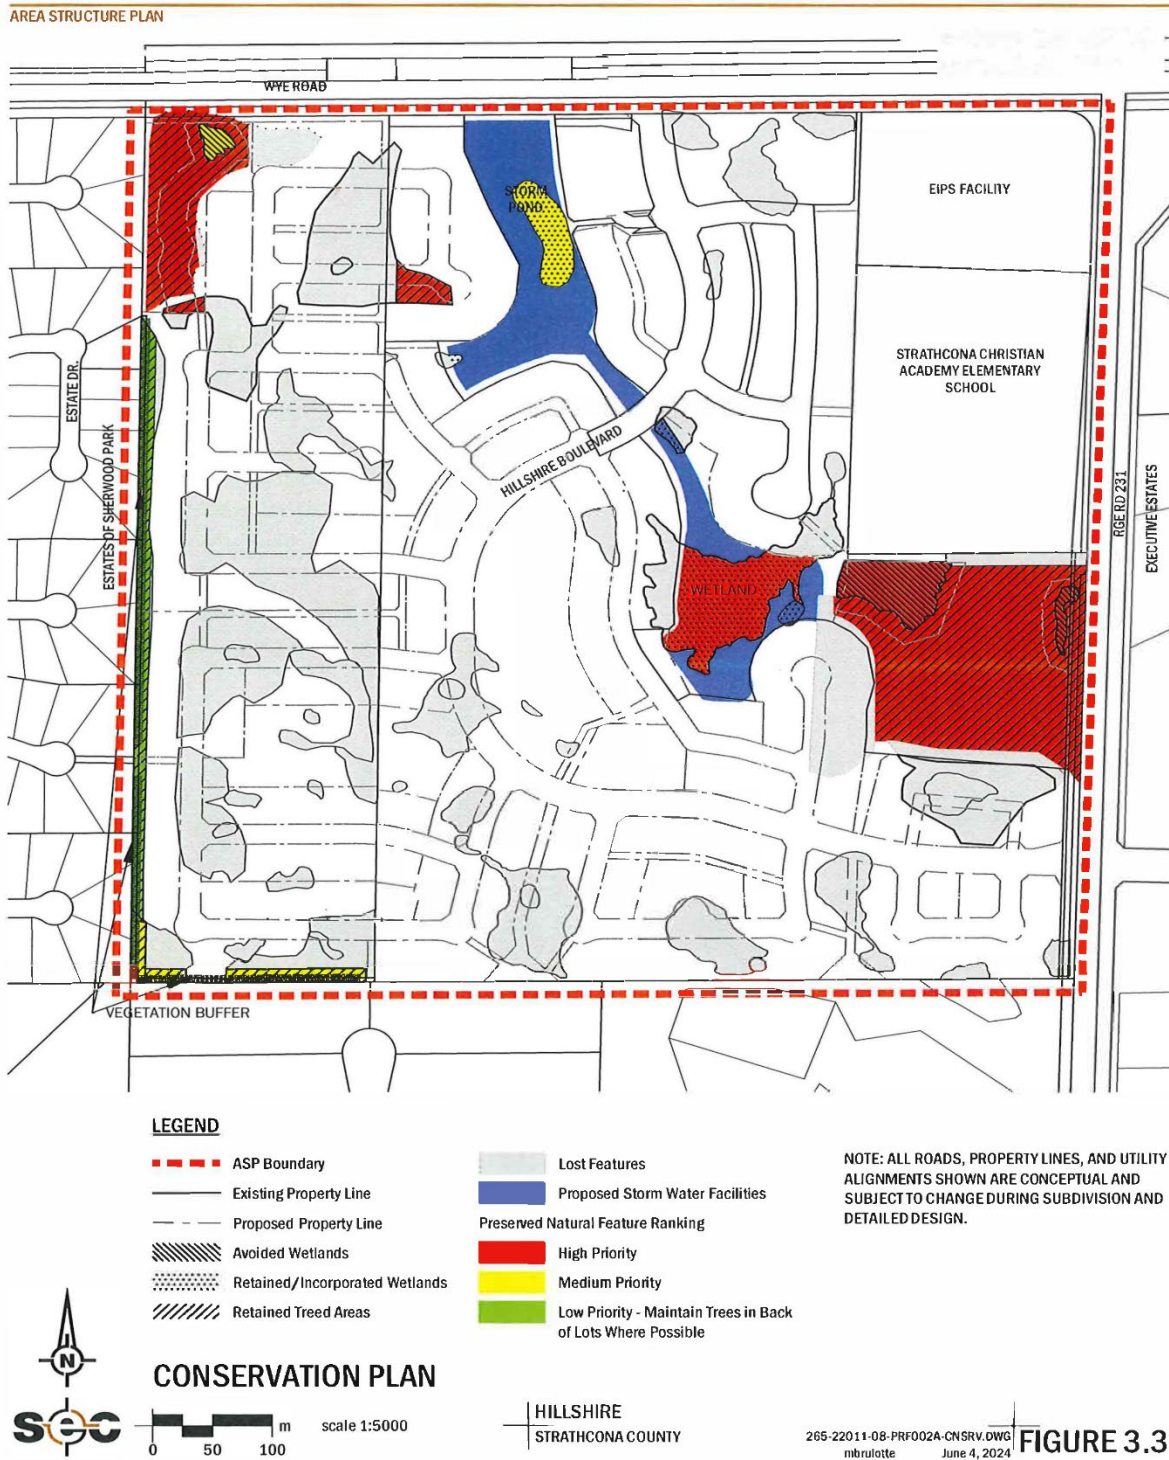 AREA STRUCTURE PLAN
WYE ROAD
STORM
POND
EIPS FACILITY
STRATHCONA CHRISTIAN
ACADEMY ELEMENTARY
SCHOOL
ESTATE DR.
ESTATES OF SHERWOOD PARK
HILLSHIRE BOULEVARD
RGE RD 231
EXECUTIVE ESTATES
WETLAND
VEGETATION BUFFER
LEGEND
ASP Boundary
Existing Property Line
Proposed Property Line
Avoided Wetlands
Retained/Incorporated Wetlands
Retained Treed Areas
Lost Features
Proposed Storm Water Facilities
Preserved Natural Feature Ranking
High Priority
Medium Priority
Low Priority - Maintain Trees in Back
of Lots Where Possible
NOTE: ALL ROADS, PROPERTY LINES, AND UTILITY
ALIGNMENTS SHOWN ARE CONCEPTUAL AND
SUBJECT TO CHANGE DURING SUBDIVISION AND
DETAILED DESIGN.
N
CONSERVATION PLAN
sec
0 50 100 m
scale 1:5000
HILLSHIRE
STRATHCONA COUNTY
265-22011-08-PRF002A-CNSRV.DWG
mbrulotte June 4, 2024
FIGURE 3.3